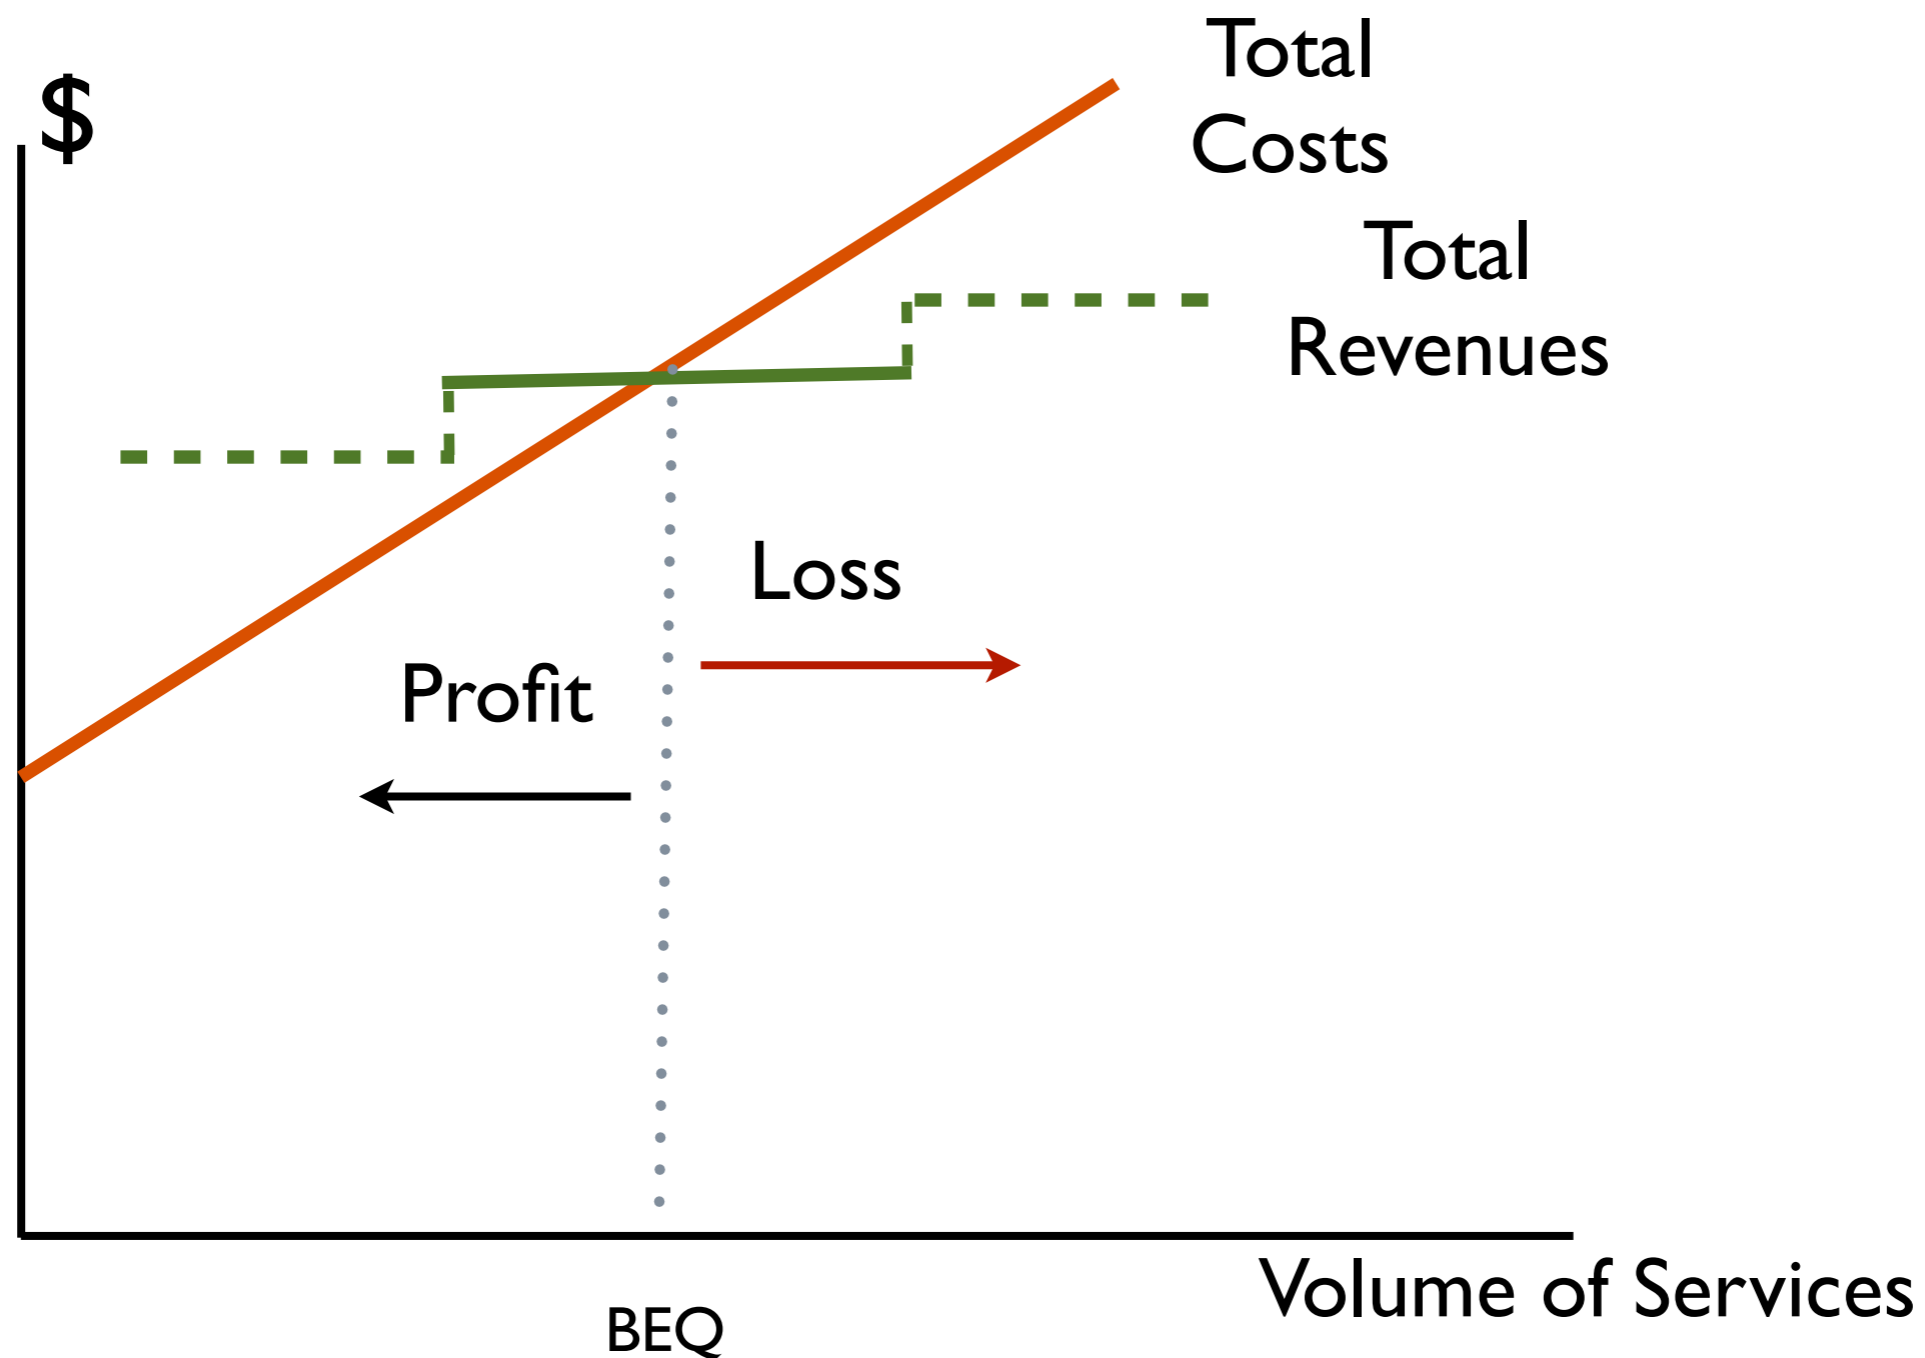 $
Total
Costs
Total
Revenues
Loss
Profit
Volume of Services
BEQ